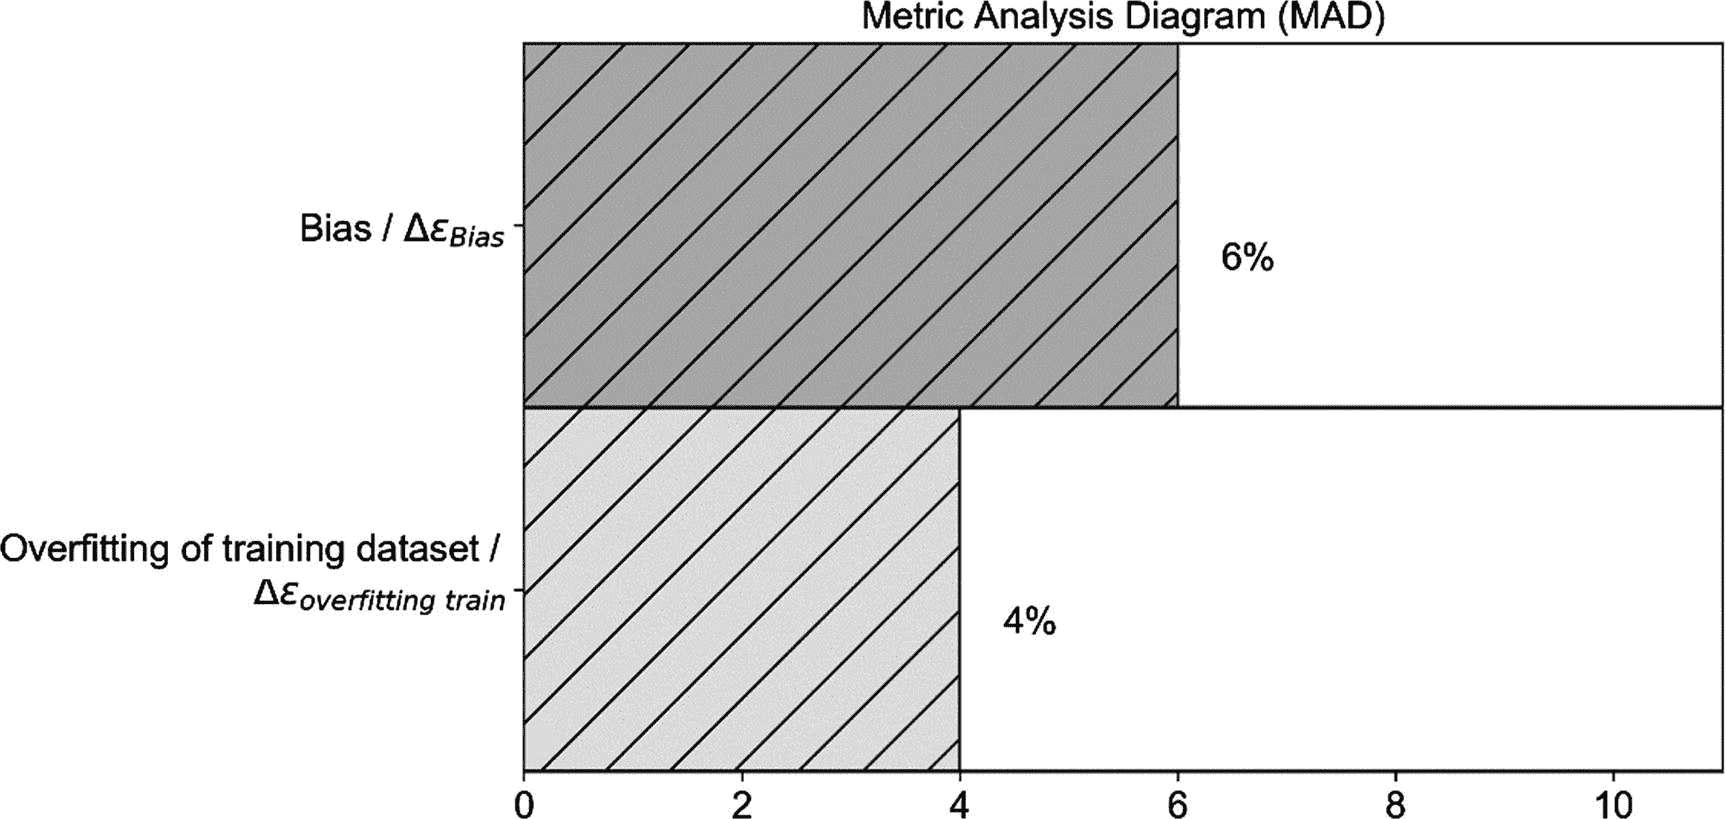 Metric Analysis Diagram (MAD)
Bias / Δε_Bias
6%
Overfitting of training dataset /
Δε_overfitting train
4%
0 2 4 6 8 10